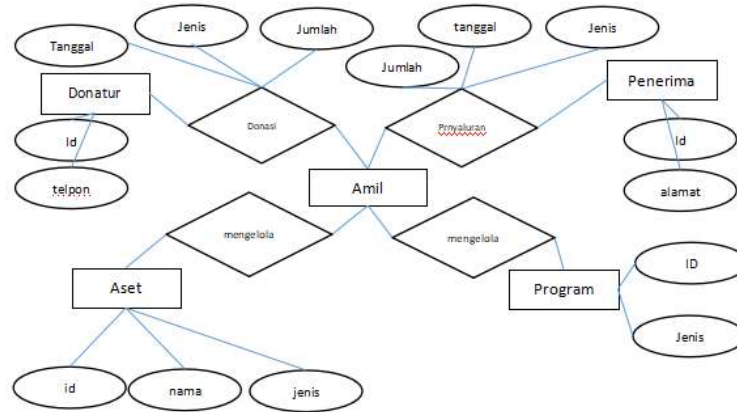 Jenis
tanggal
Jenis
Tanggal
Jumlah
Jumlah
Donatur
Penerima
Donasi
Prnyaluran
Id
Id
telpon
Amil
alamat
mengelola
mengelola
ID
Aset
Program
Jenis
id
nama
jenis